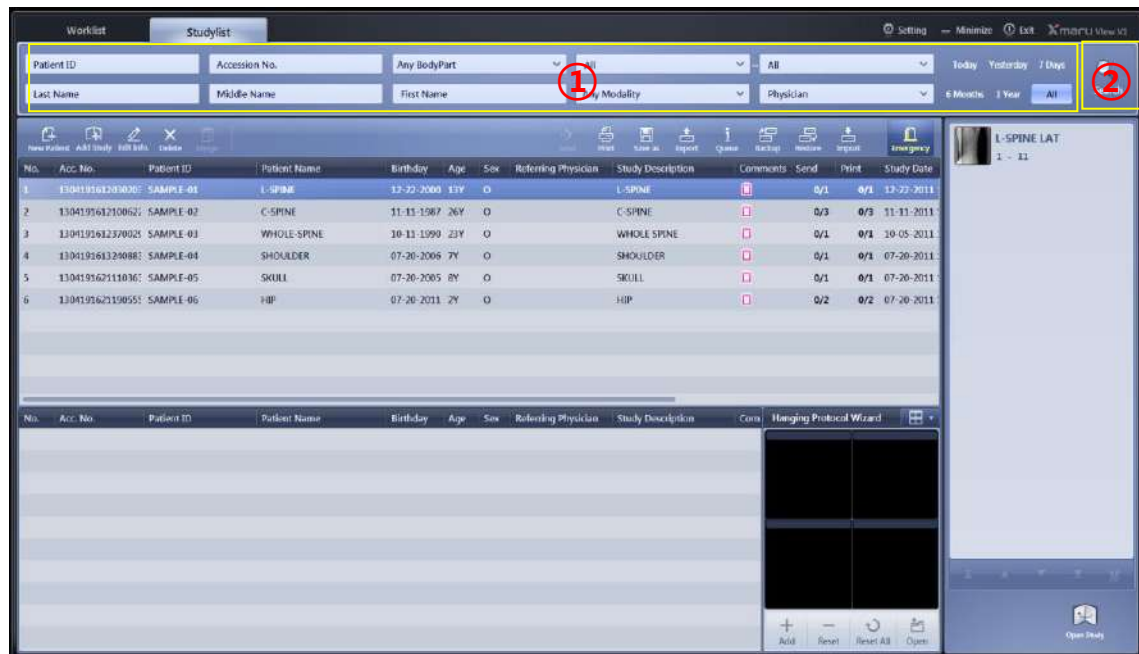 Worklist Studylist Setting Minimize Exit Xmaru View V1
Patient ID Accession No. Any BodyPart All All Today Yesterday 7 Days
① ②
Last Name Middle Name First Name Any Modality Physician 6 Months 1 Year All
New Patient Add Study Edit Info. Delete Merge Send Print Save as Export Queue Backup Restore Import Emergency
L-SPINE LAT
1 - 11
No. Acc. No. Patient ID Patient Name Birthday Age Sex Referring Physician Study Description Comments Send Print Study Date
1 SAMPLE-01 L-SPINE 12-22-2000 13Y O L-SPINE 0/1 0/1 12-22-2011
2 SAMPLE-02 C-SPINE 11-11-1987 26Y O C-SPINE 0/3 0/3 11-11-2011
3 SAMPLE-03 WHOLE-SPINE 10-11-1990 23Y O WHOLE SPINE 0/1 0/1 10-05-2011
4 SAMPLE-04 SHOULDER 07-20-2006 7Y O SHOULDER 0/1 0/1 07-20-2011
5 SAMPLE-05 SKULL 07-20-2005 8Y O SKULL 0/1 0/1 07-20-2011
6 SAMPLE-06 HIP 07-20-2011 2Y O HIP 0/2 0/2 07-20-2011
No. Acc. No. Patient ID Patient Name Birthday Age Sex Referring Physician Study Description Com Hanging Protocol Wizard
Add Reset Reset All Open
Open Study